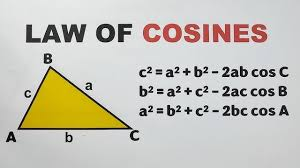 LAW OF COSINES
B
c
a
A
b
C
c² = a² + b² - 2ab cos C
b² = a² + c² - 2ac cos B
a² = b² + c² - 2bc cos A